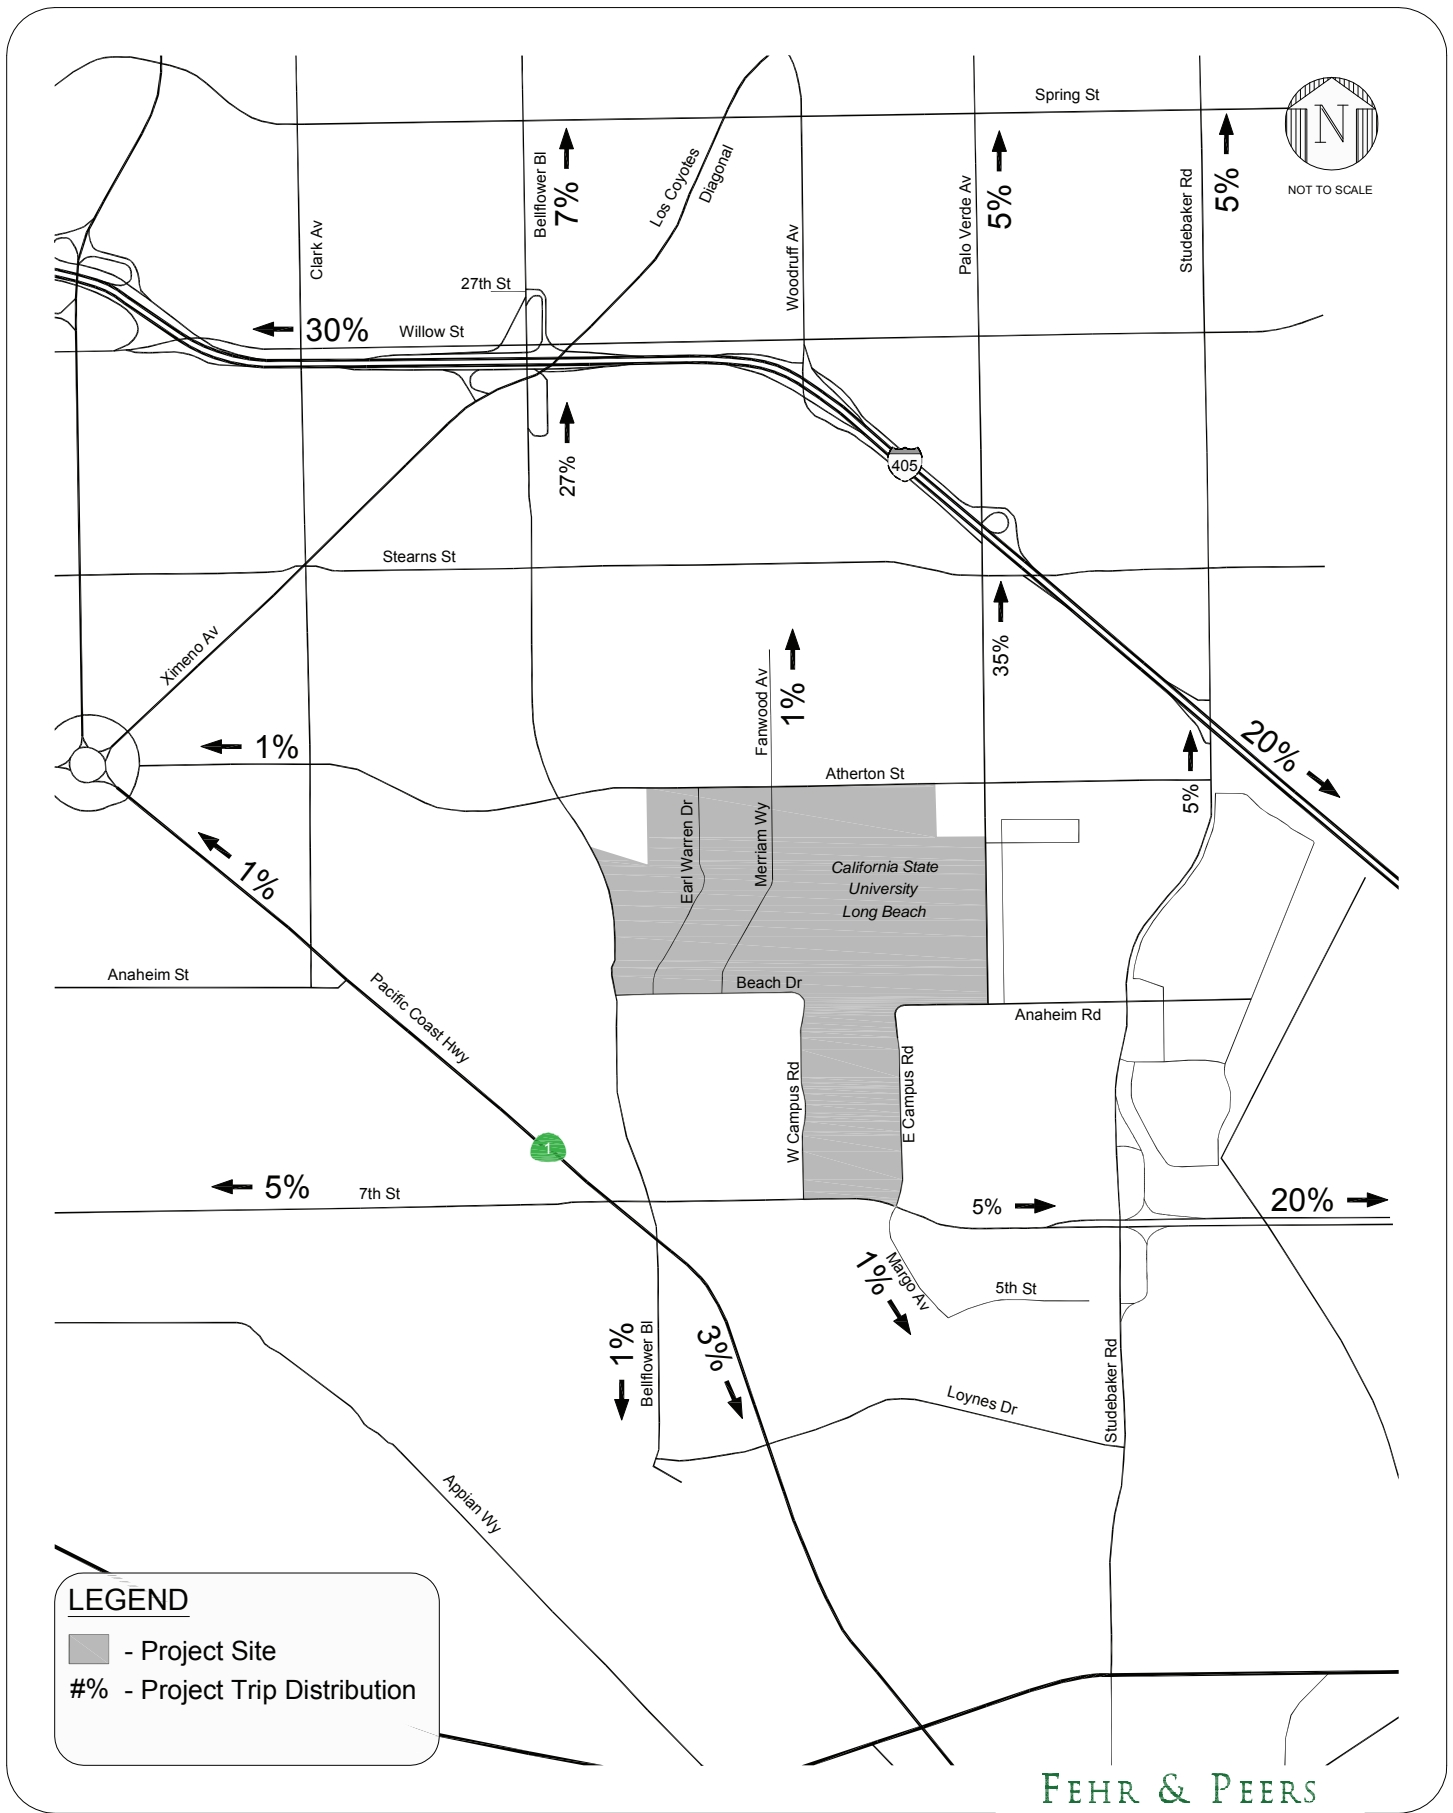 Spring St
N
NOT TO SCALE
Bellflower Bl
7%
Los Coyotes
Diagonal
Palo Verde Av
5%
Studebaker Rd
5%
Clark Av
Woodruff Av
27th St
30%
Willow St
27%
405
Stearns St
35%
Ximeno Av
Fanwood Av
1%
1%
20%
Atherton St
5%
1%
Earl Warren Dr
Merriam Wy
California State
University
Long Beach
Anaheim St
Beach Dr
Pacific Coast Hwy
Anaheim Rd
W Campus Rd
E Campus Rd
1
5%
7th St
5%
20%
1%
Margo Av
5th St
1%
Bellflower Bl
3%
Studebaker Rd
Loynes Dr
Appian Wy
LEGEND
- Project Site
#% - Project Trip Distribution
FEHR & PEERS